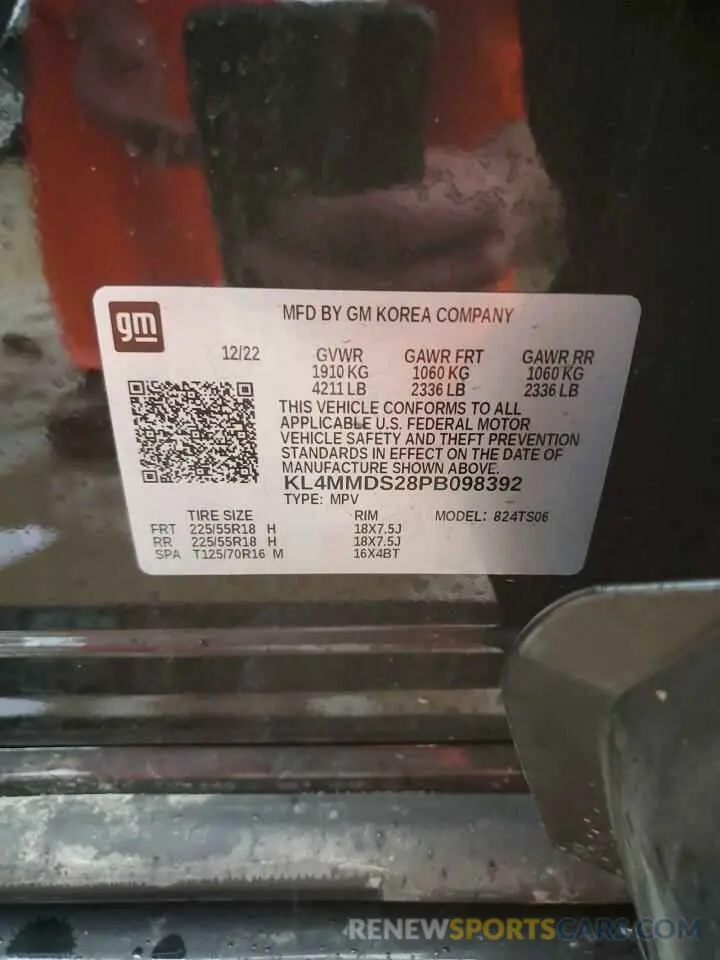 gm
MFD BY GM KOREA COMPANY
12/22 GVWR GAWR FRT GAWR RR
1910 KG 1060 KG 1060 KG
4211 LB 2336 LB 2336 LB
THIS VEHICLE CONFORMS TO ALL
APPLICABLE U.S. FEDERAL MOTOR
VEHICLE SAFETY AND THEFT PREVENTION
STANDARDS IN EFFECT ON THE DATE OF
MANUFACTURE SHOWN ABOVE.
KL4MMDS28PB098392
TYPE: MPV
TIRE SIZE RIM MODEL: 824TS06
FRT 225/55R18 H 18X7.5J
RR 225/55R18 H 18X7.5J
SPA T125/70R16 M 16X4BT
RENEWSPORTSCARS.COM